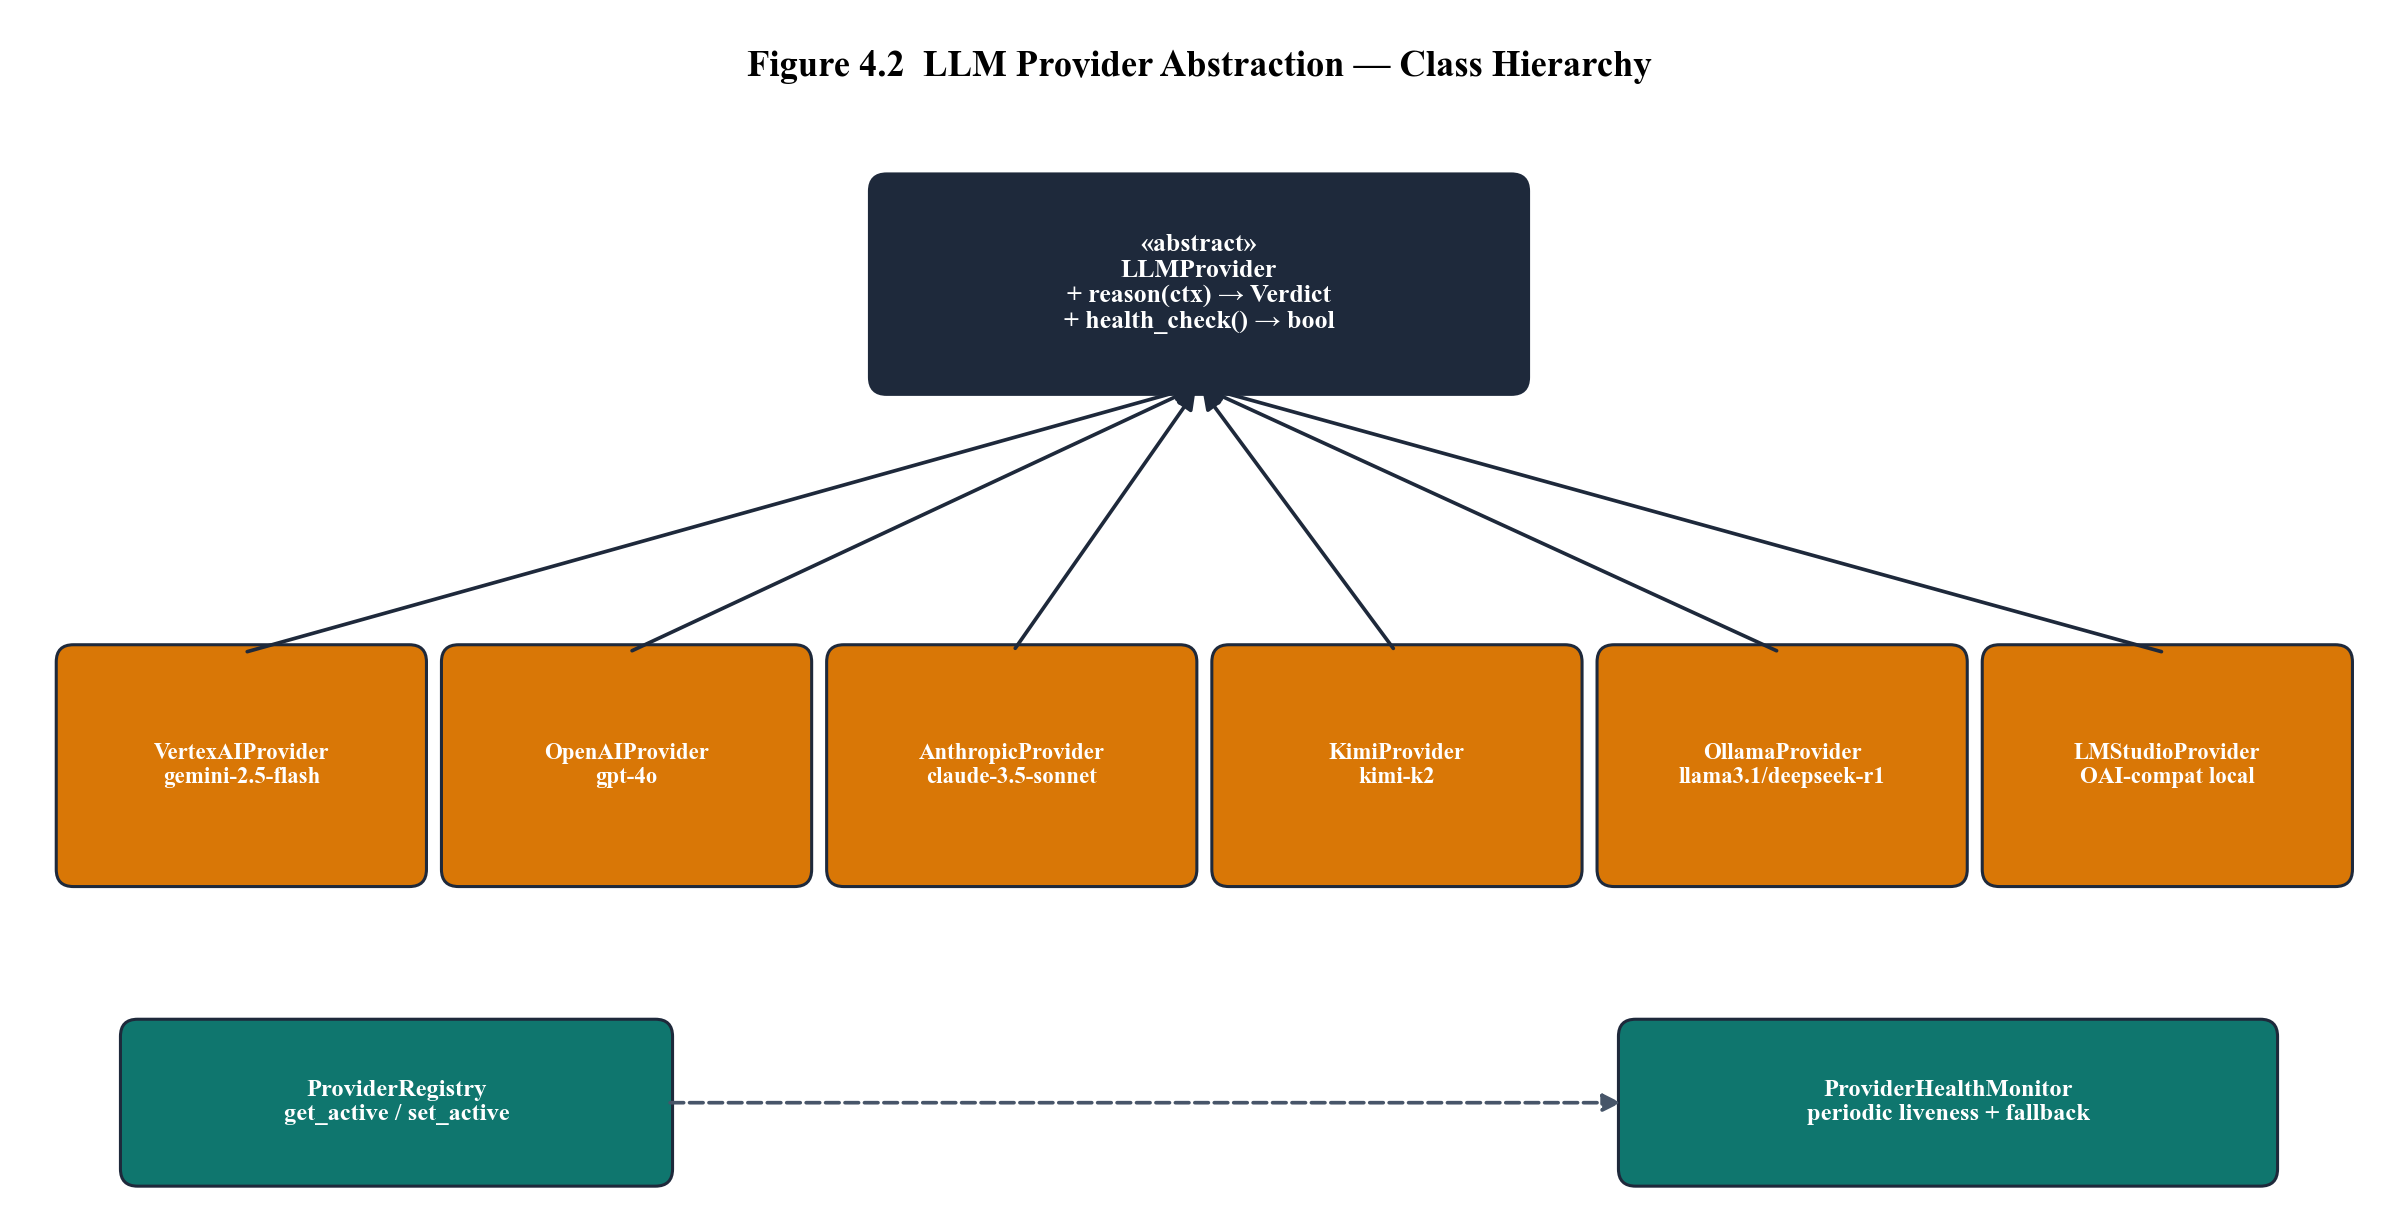 Figure 4.2  LLM Provider Abstraction — Class Hierarchy
«abstract»
LLMProvider
+ reason(ctx) → Verdict
+ health_check() → bool
VertexAIProvider
gemini-2.5-flash
OpenAIProvider
gpt-4o
AnthropicProvider
claude-3.5-sonnet
KimiProvider
kimi-k2
OllamaProvider
llama3.1/deepseek-r1
LMStudioProvider
OAI-compat local
ProviderRegistry
get_active / set_active
ProviderHealthMonitor
periodic liveness + fallback